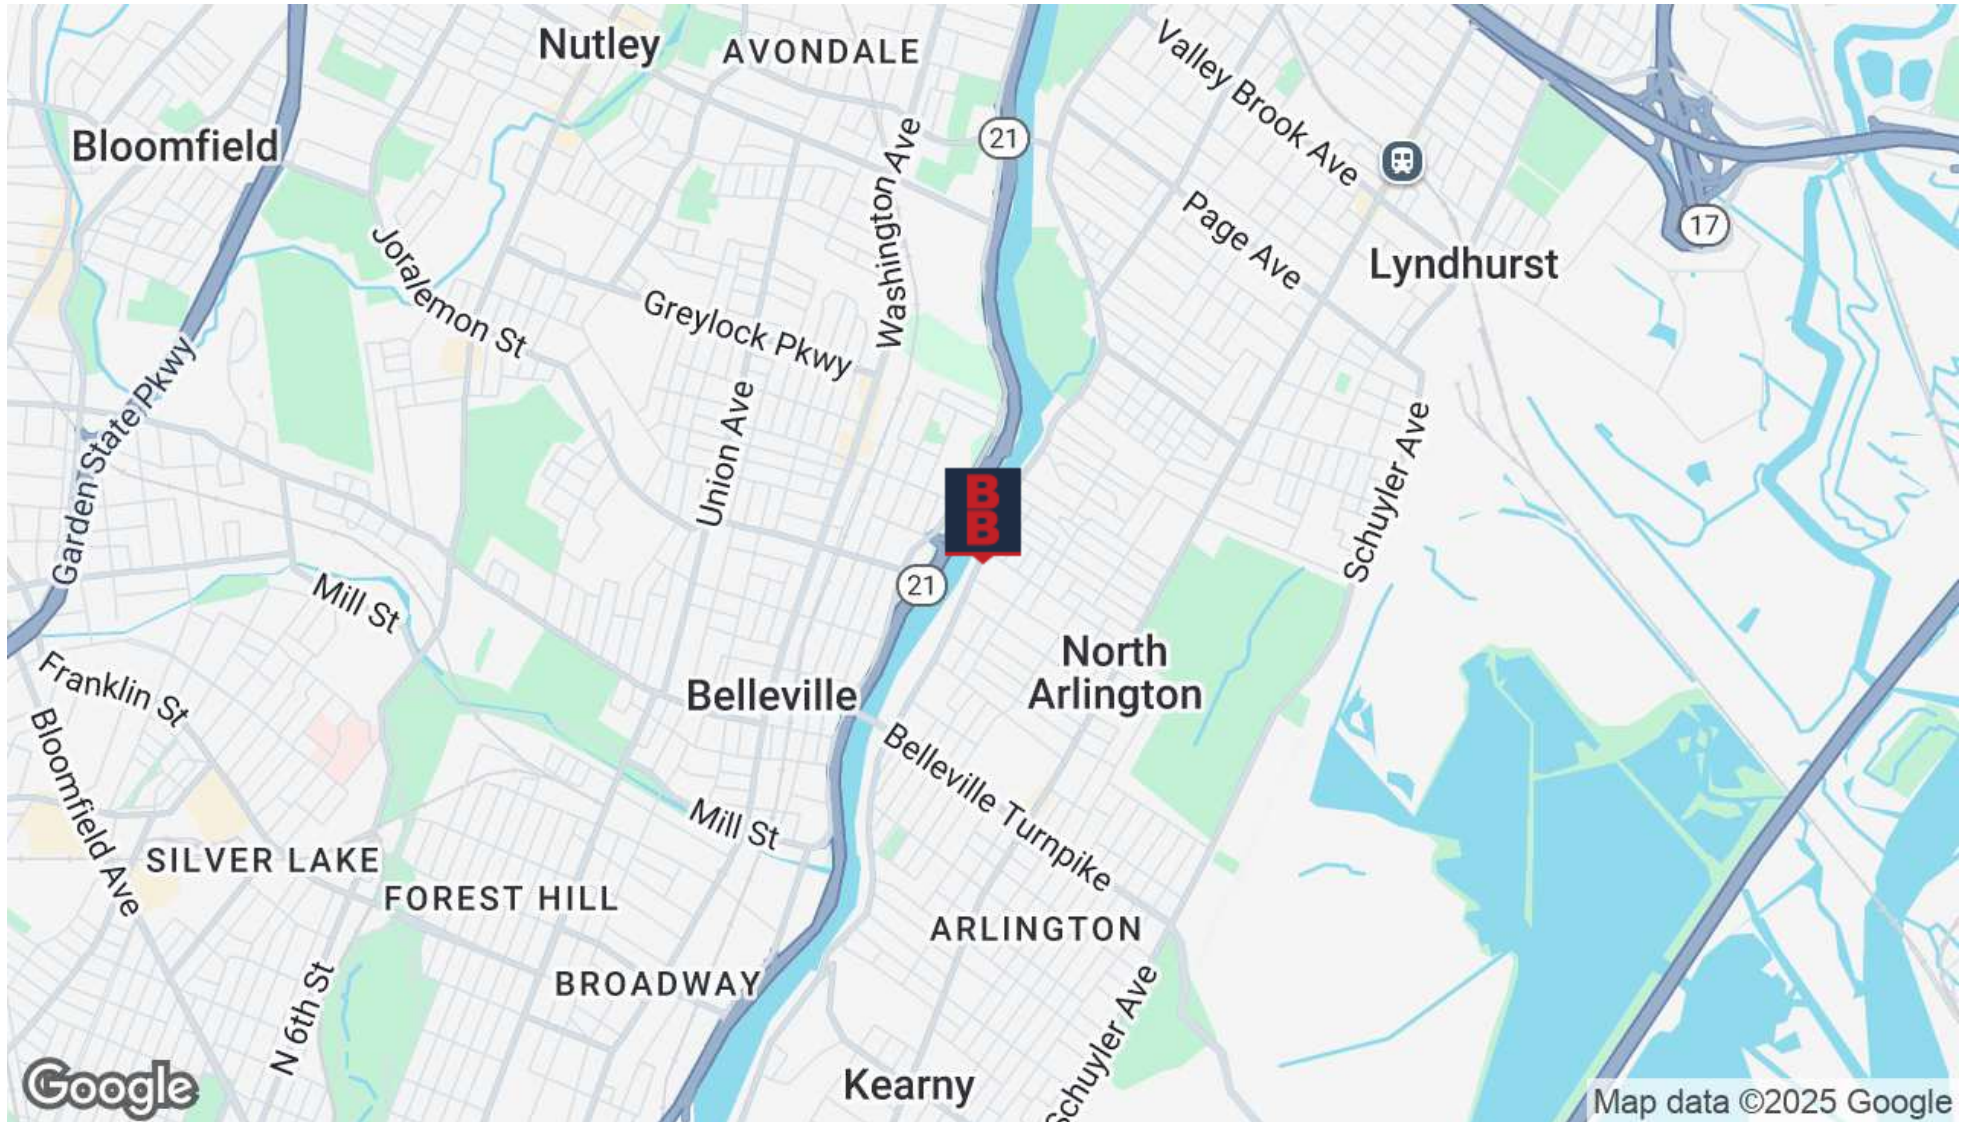 Nutley
AVONDALE
Valley Brook Ave
21
Bloomfield
Washington Ave
Page Ave
17
Lyndhurst
Joralemon St
Greylock Pkwy
Garden State Pkwy
Union Ave
Schuyler Ave
B
B
21
Mill St
North
Arlington
Franklin St
Belleville
Belleville Turnpike
Bloomfield Ave
Mill St
SILVER LAKE
FOREST HILL
ARLINGTON
BROADWAY
N 6th St
Schuyler Ave
Kearny
Google
Map data ©2025 Google